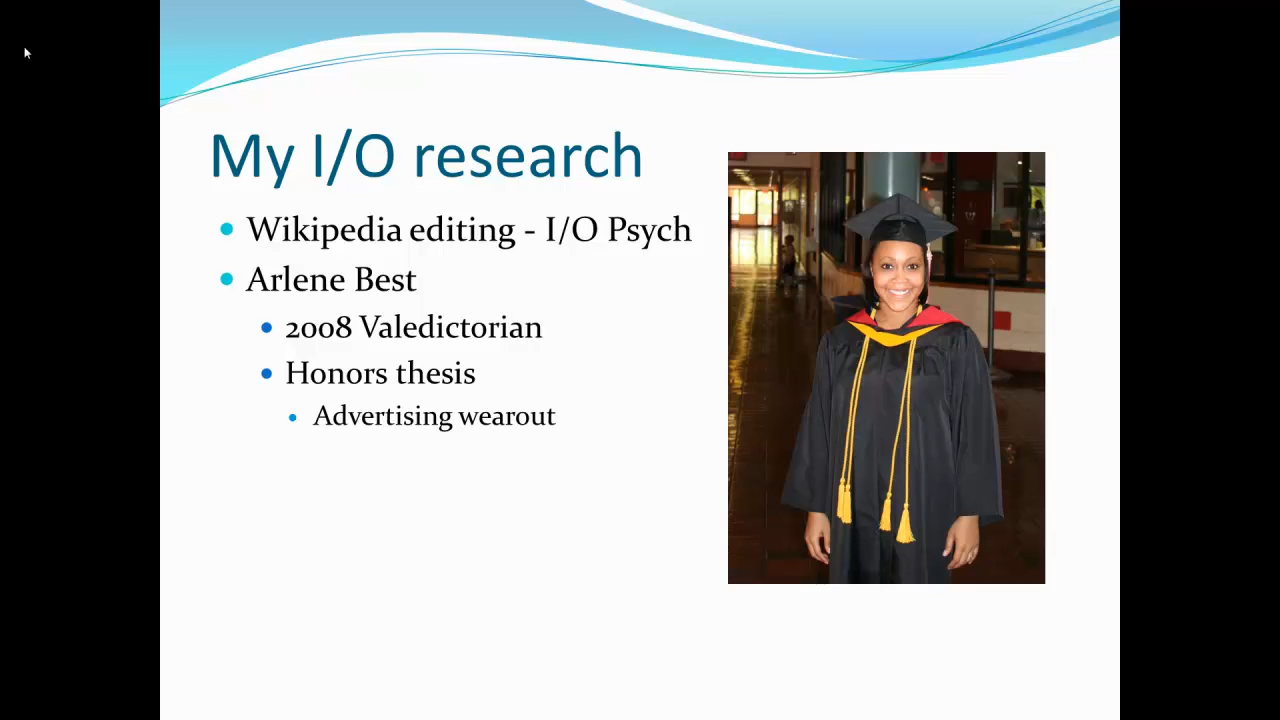 My I/O research
Wikipedia editing - I/O Psych
Arlene Best
2008 Valedictorian
Honors thesis
Advertising wearout